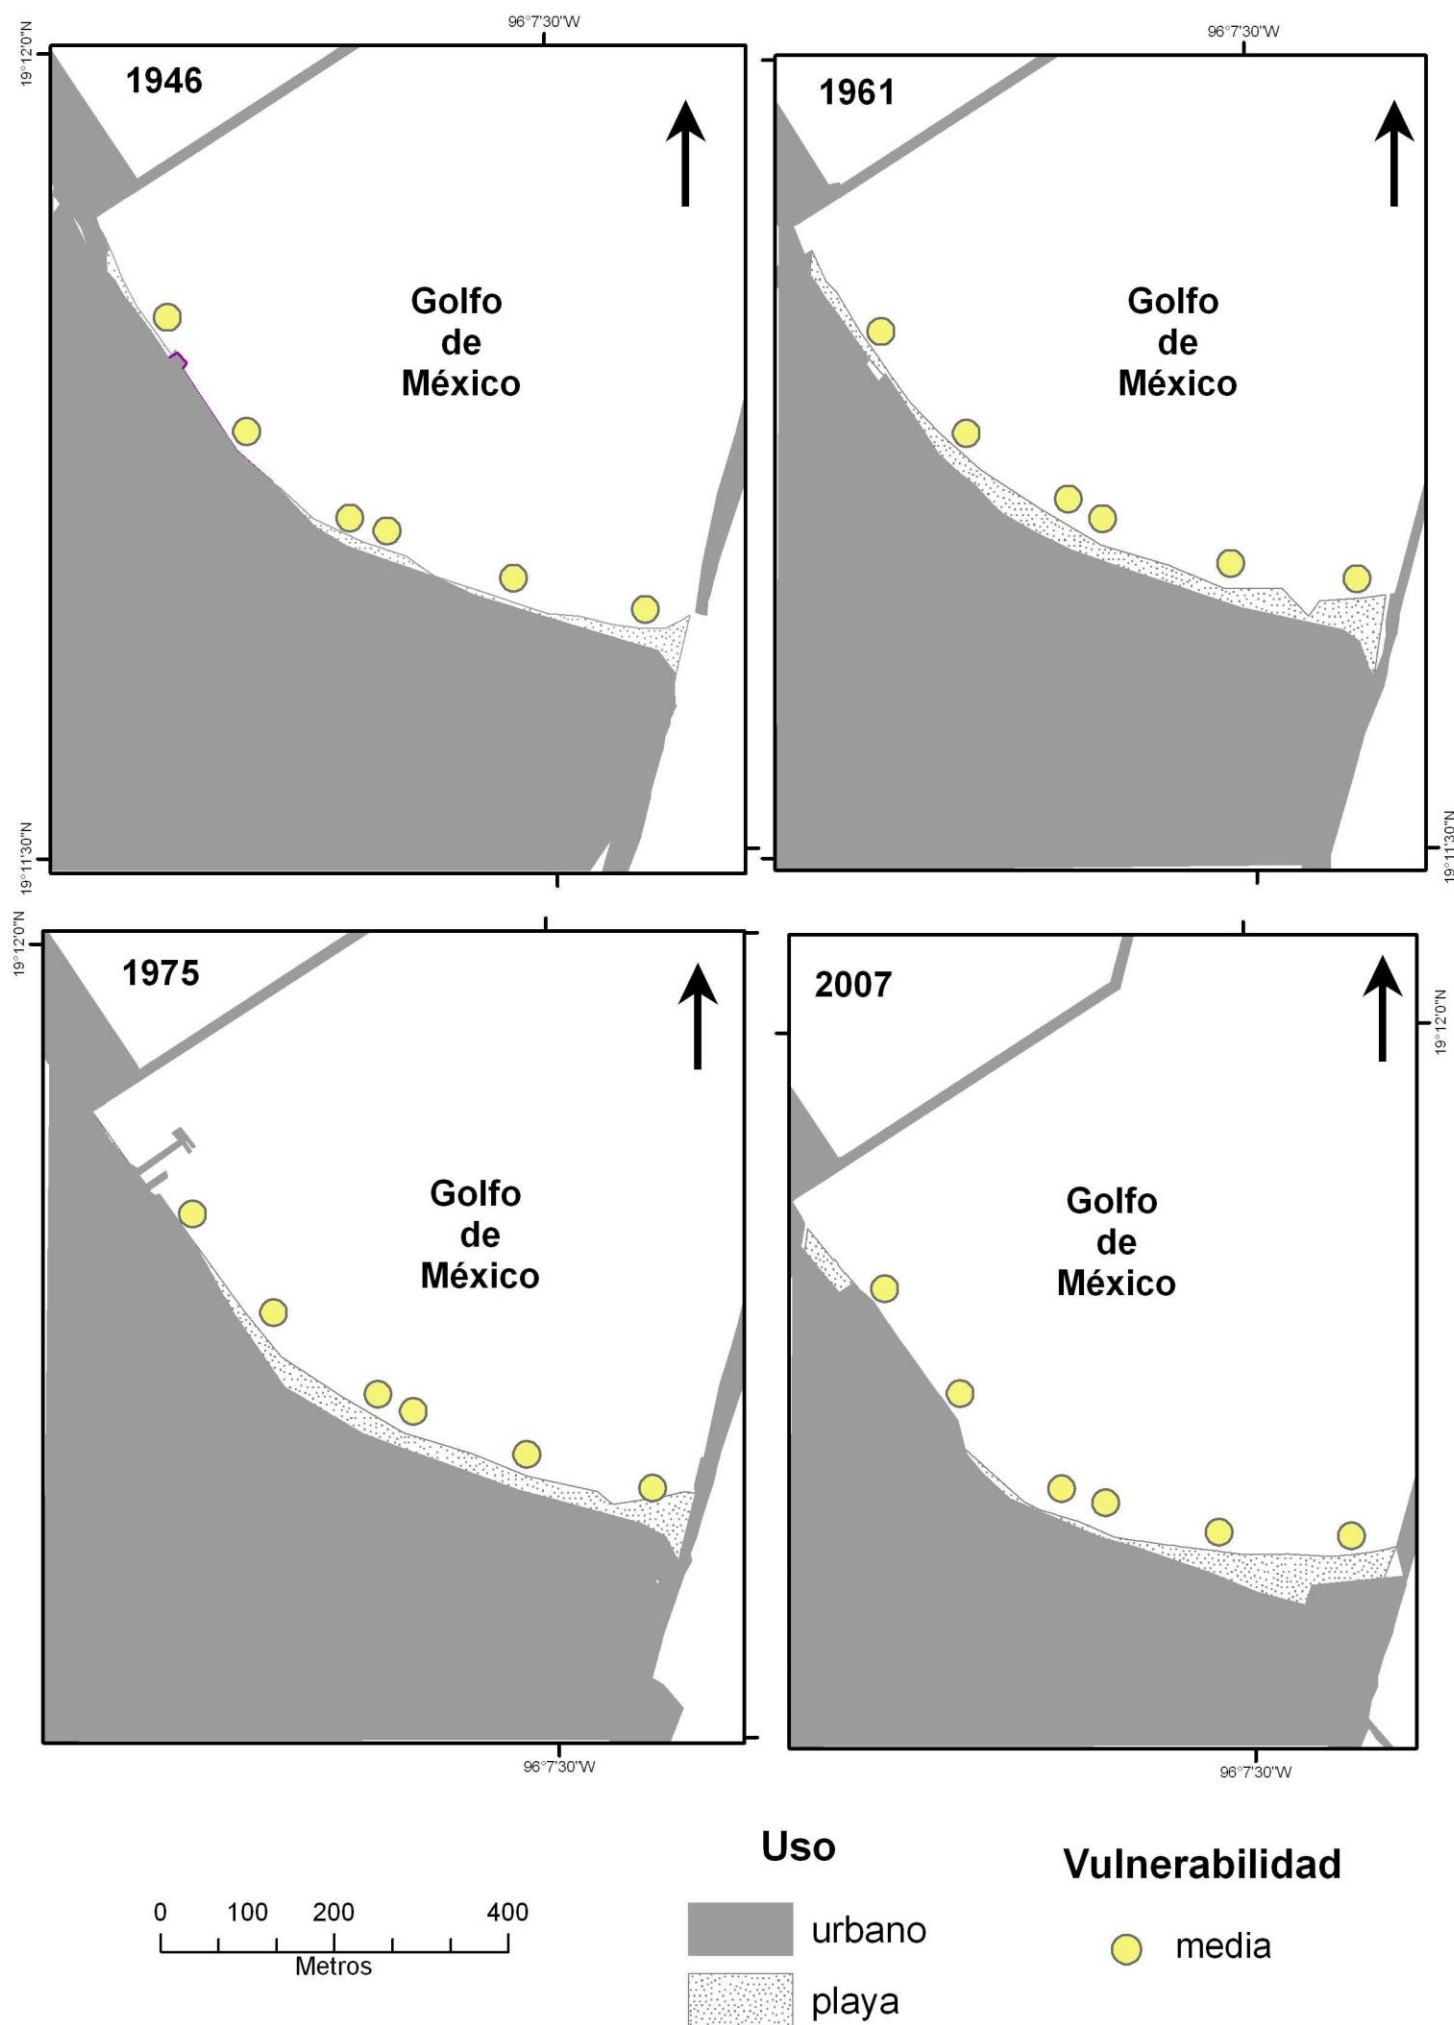 96°7'30"W
96°7'30"W
19°12'0"N
1946
1961
Golfo
de
México
Golfo
de
México
19°11'30"N
19°11'30"N
19°12'0"N
1975
2007
19°12'0"N
Golfo
de
México
Golfo
de
México
96°7'30"W
96°7'30"W
Uso
Vulnerabilidad
0 100 200 400
Metros
urbano
media
playa